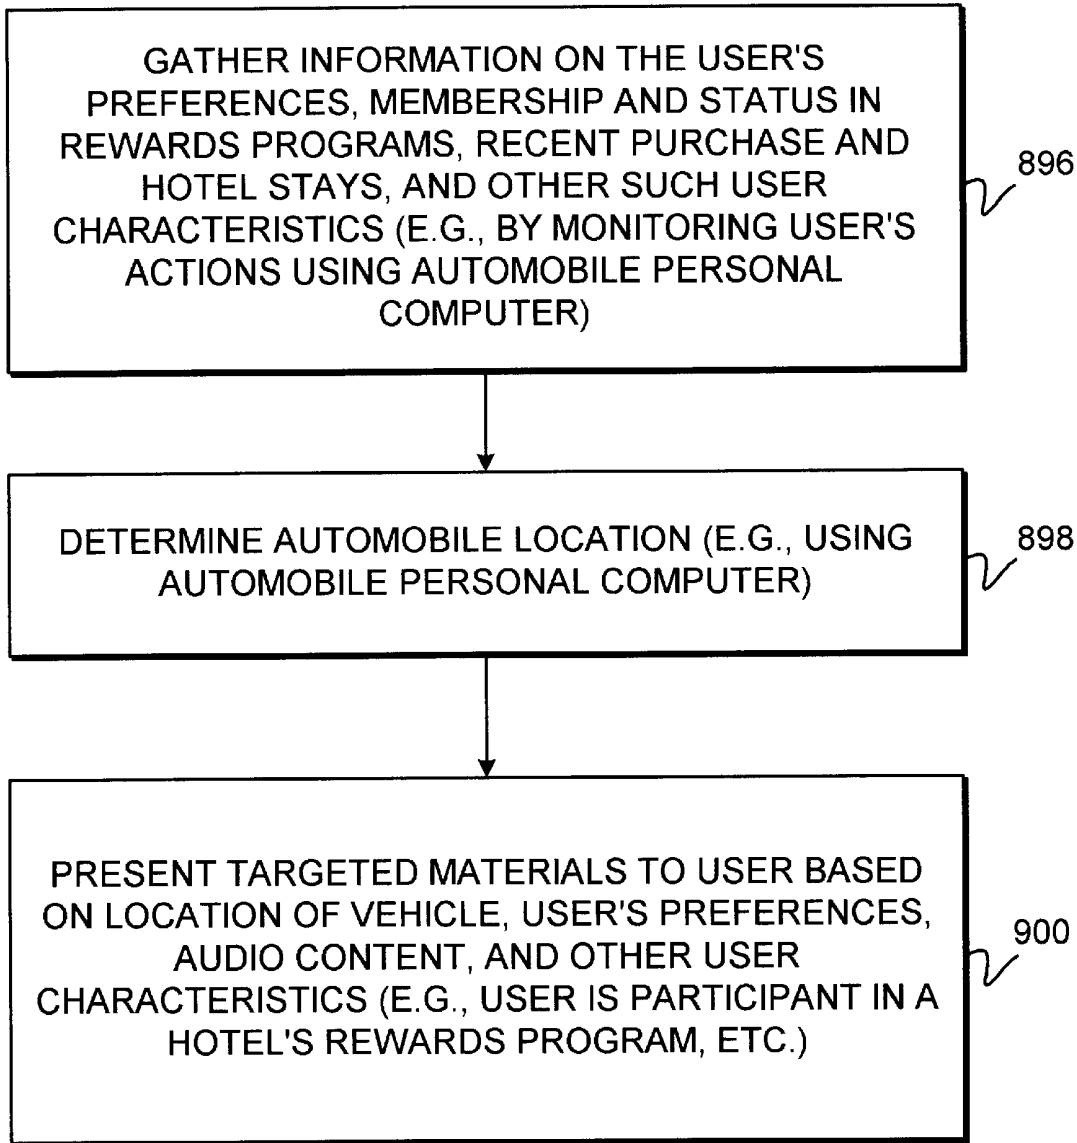 GATHER INFORMATION ON THE USER'S
PREFERENCES, MEMBERSHIP AND STATUS IN
REWARDS PROGRAMS, RECENT PURCHASE AND
HOTEL STAYS, AND OTHER SUCH USER
CHARACTERISTICS (E.G., BY MONITORING USER'S
ACTIONS USING AUTOMOBILE PERSONAL
COMPUTER)
896
DETERMINE AUTOMOBILE LOCATION (E.G., USING
AUTOMOBILE PERSONAL COMPUTER)
898
PRESENT TARGETED MATERIALS TO USER BASED
ON LOCATION OF VEHICLE, USER'S PREFERENCES,
AUDIO CONTENT, AND OTHER USER
CHARACTERISTICS (E.G., USER IS PARTICIPANT IN A
HOTEL'S REWARDS PROGRAM, ETC.)
900